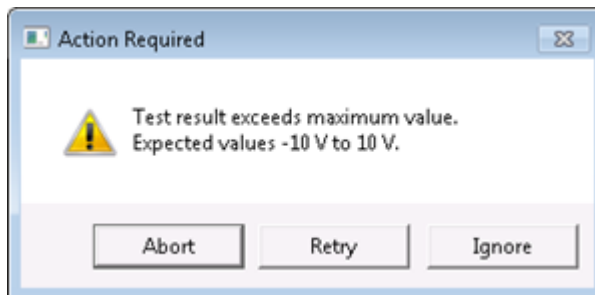 Action Required
Test result exceeds maximum value.
Expected values -10 V to 10 V.
Abort Retry Ignore